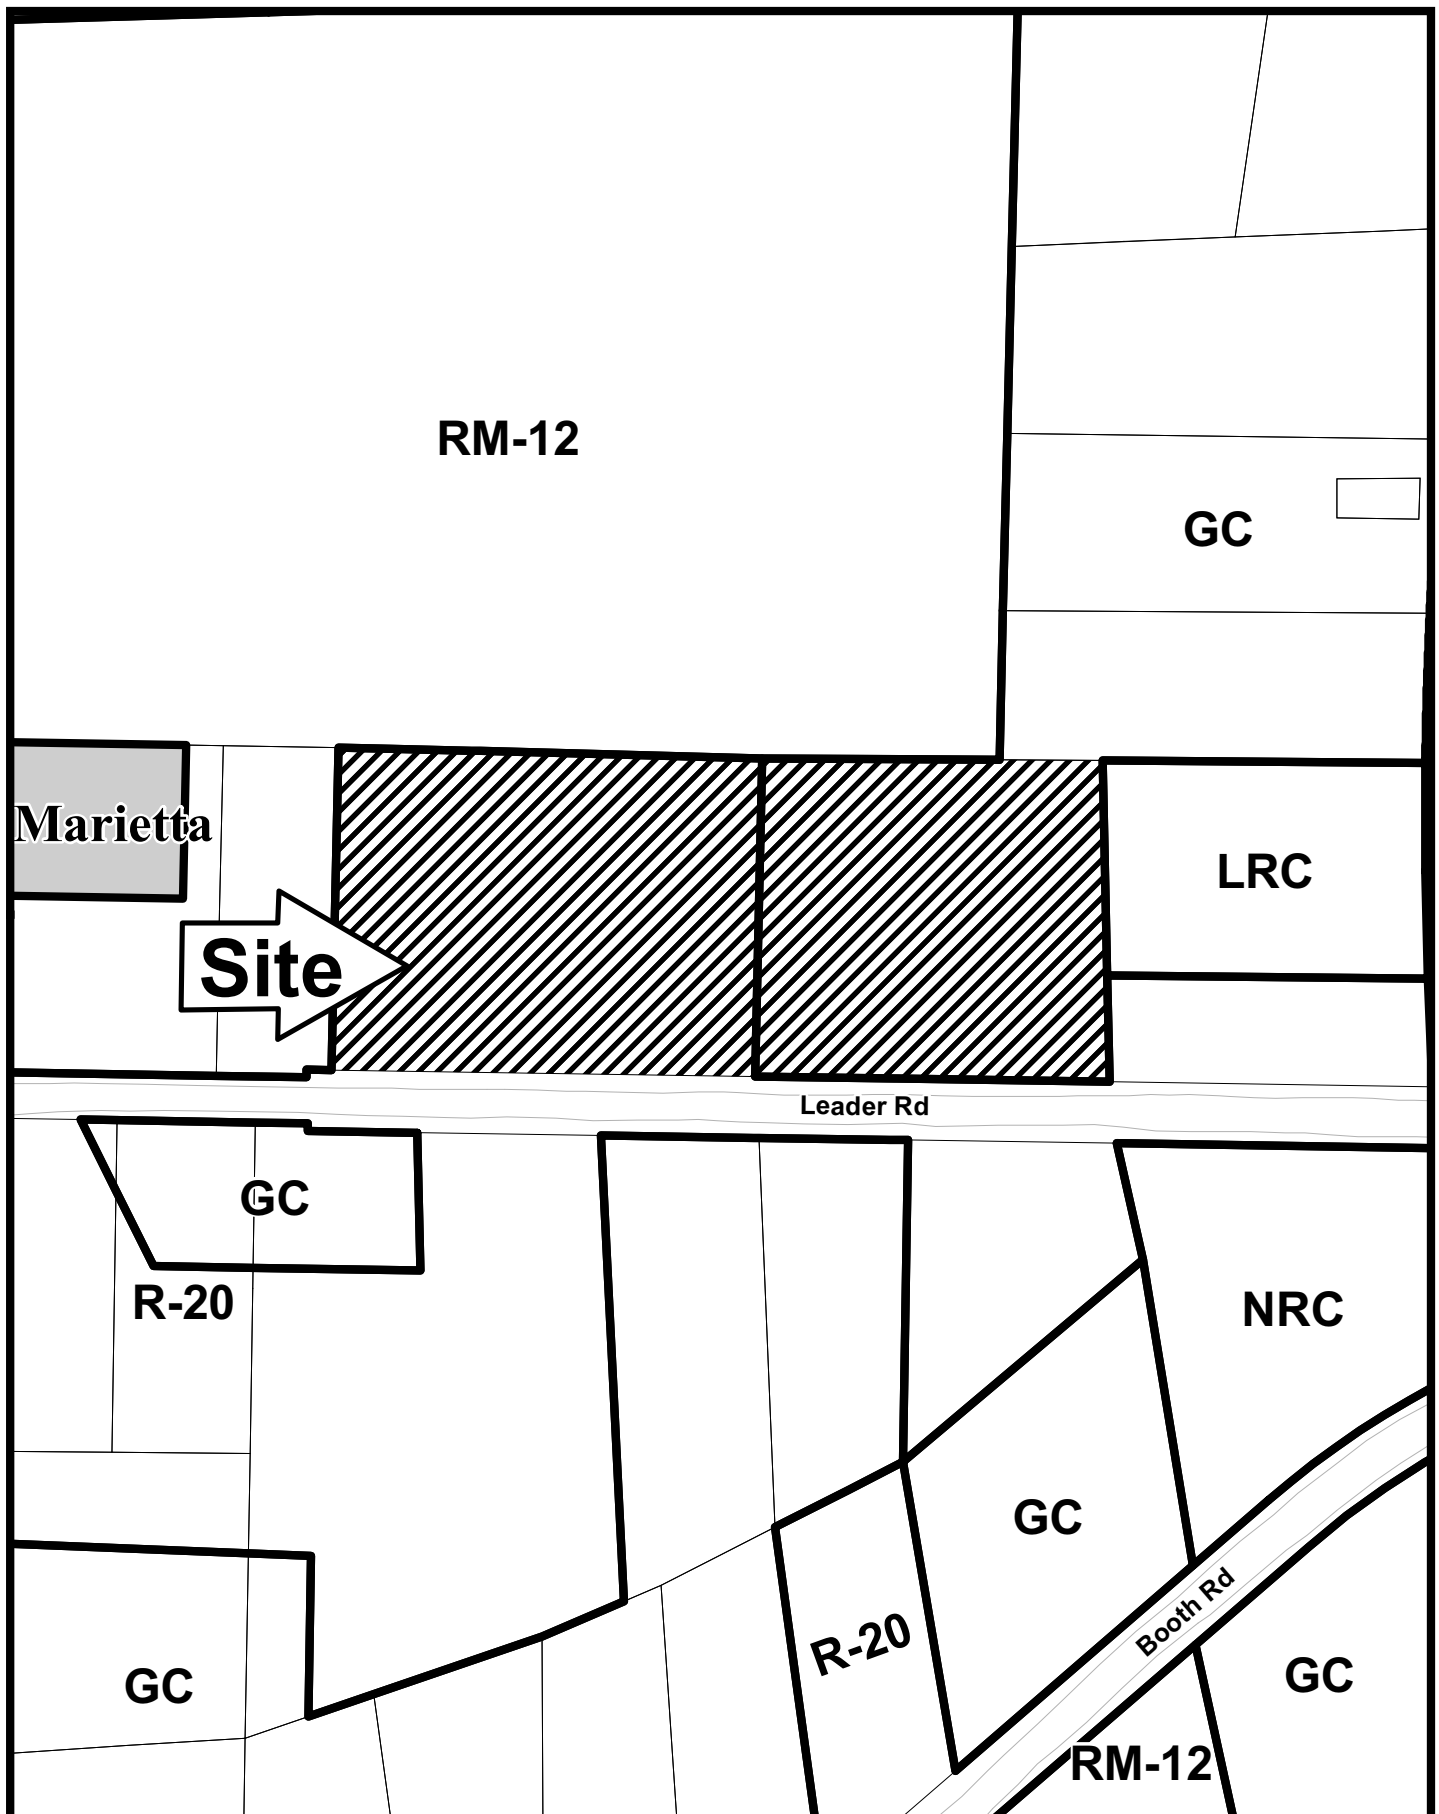 RM-12
GC
Marietta
LRC
Site
Leader Rd
GC
R-20
NRC
GC
Booth Rd
R-20
GC
GC
RM-12